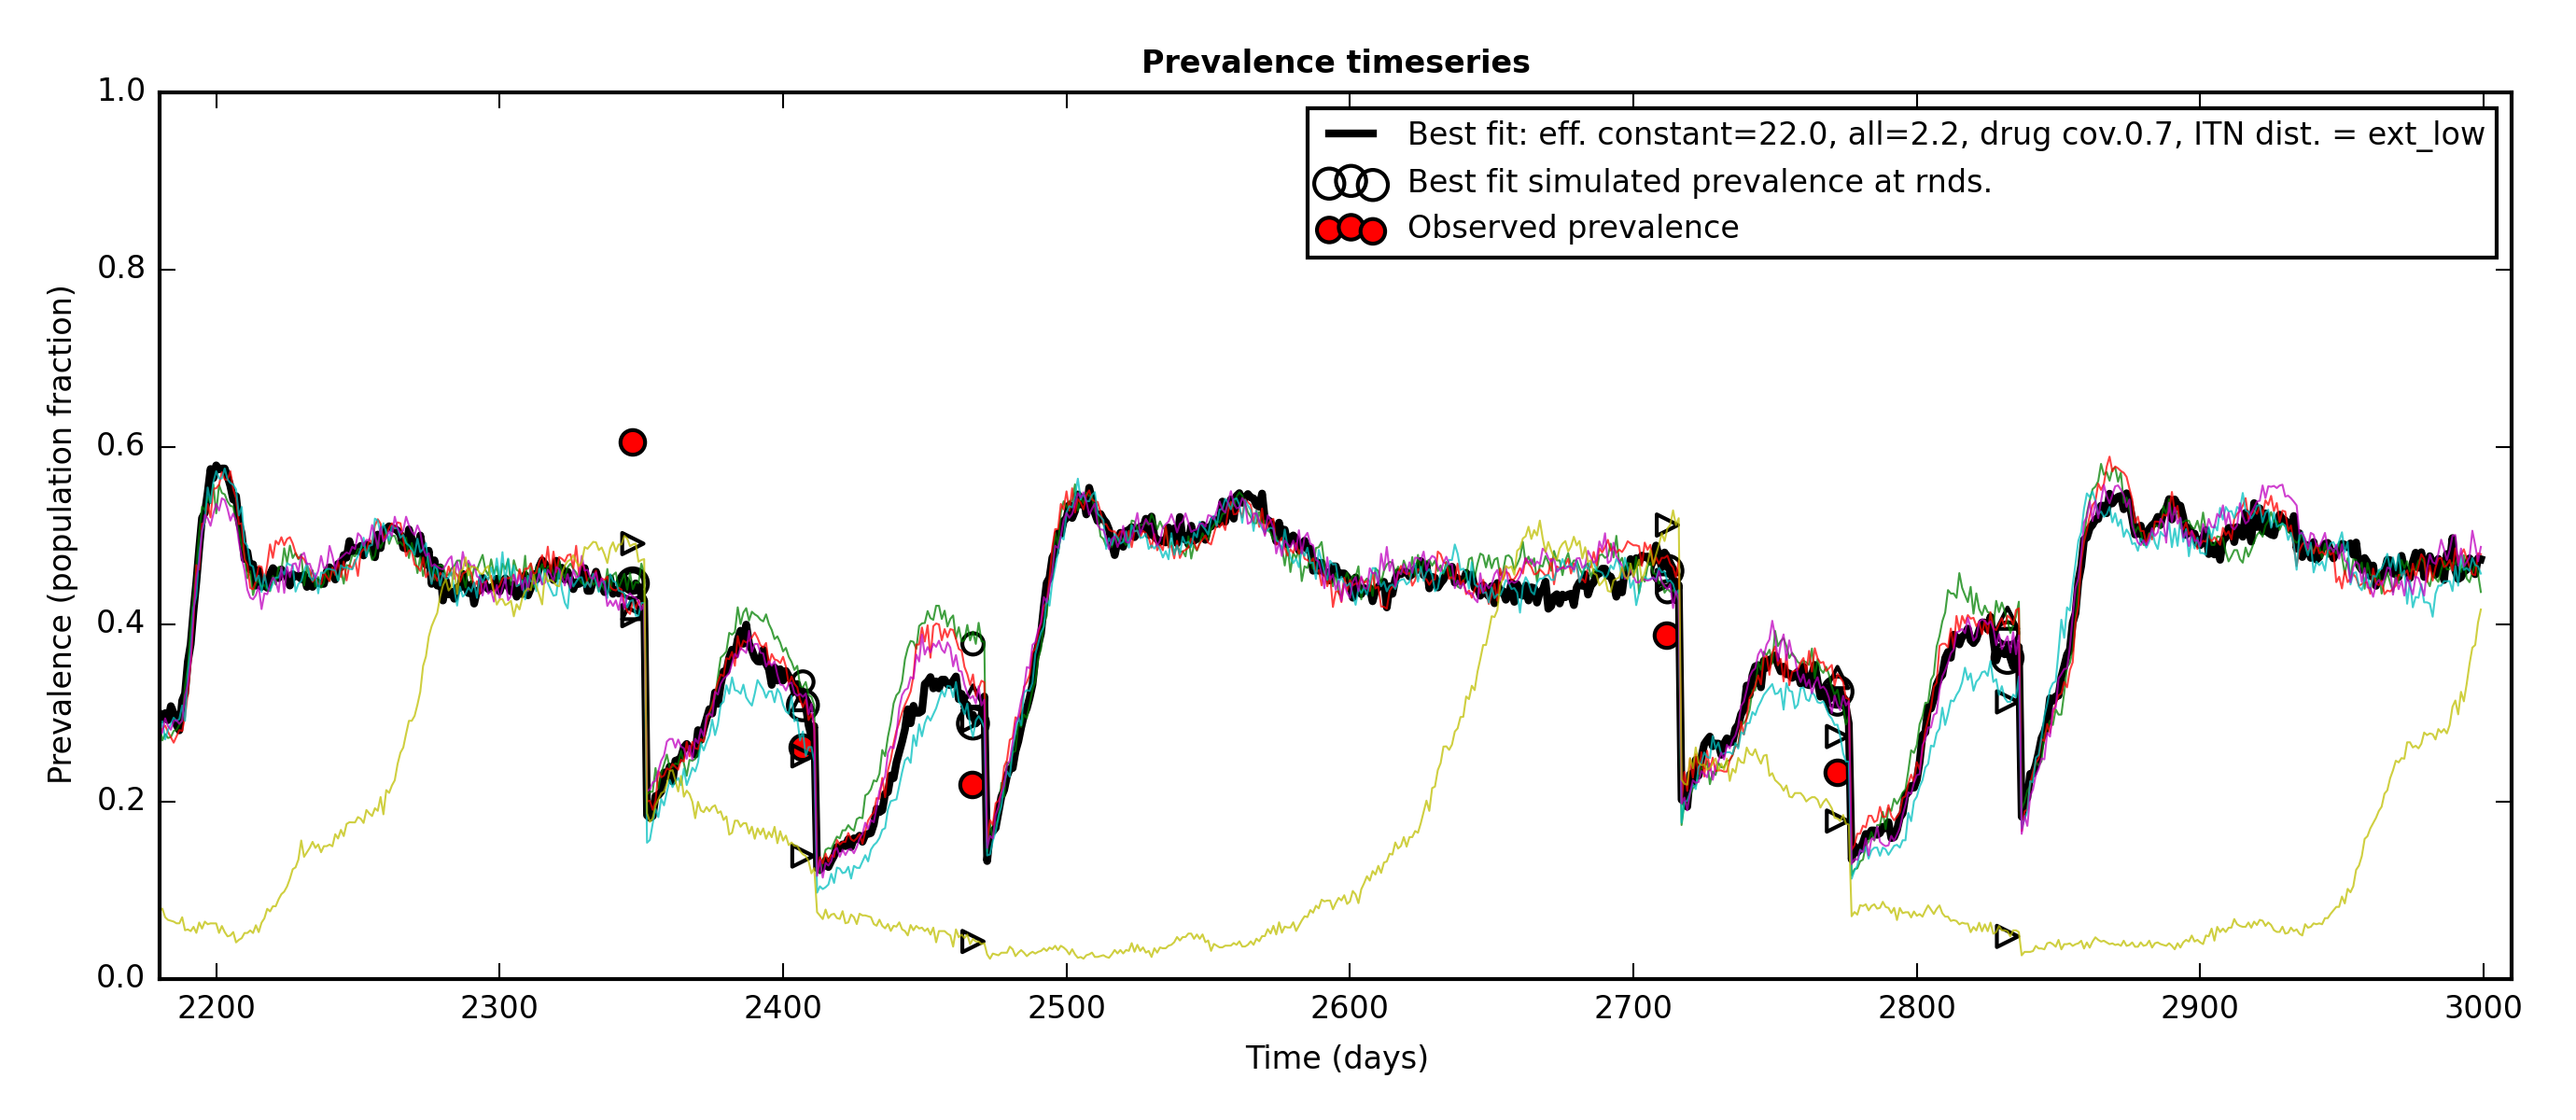 Prevalence timeseries
1.0
0.8
0.6
0.4
0.2
0.0
Prevalence (population fraction)
Best fit: eff. constant=22.0, all=2.2, drug cov.0.7, ITN dist. = ext_low
Best fit simulated prevalence at rnds.
Observed prevalence
2200 2300 2400 2500 2600 2700 2800 2900 3000
Time (days)